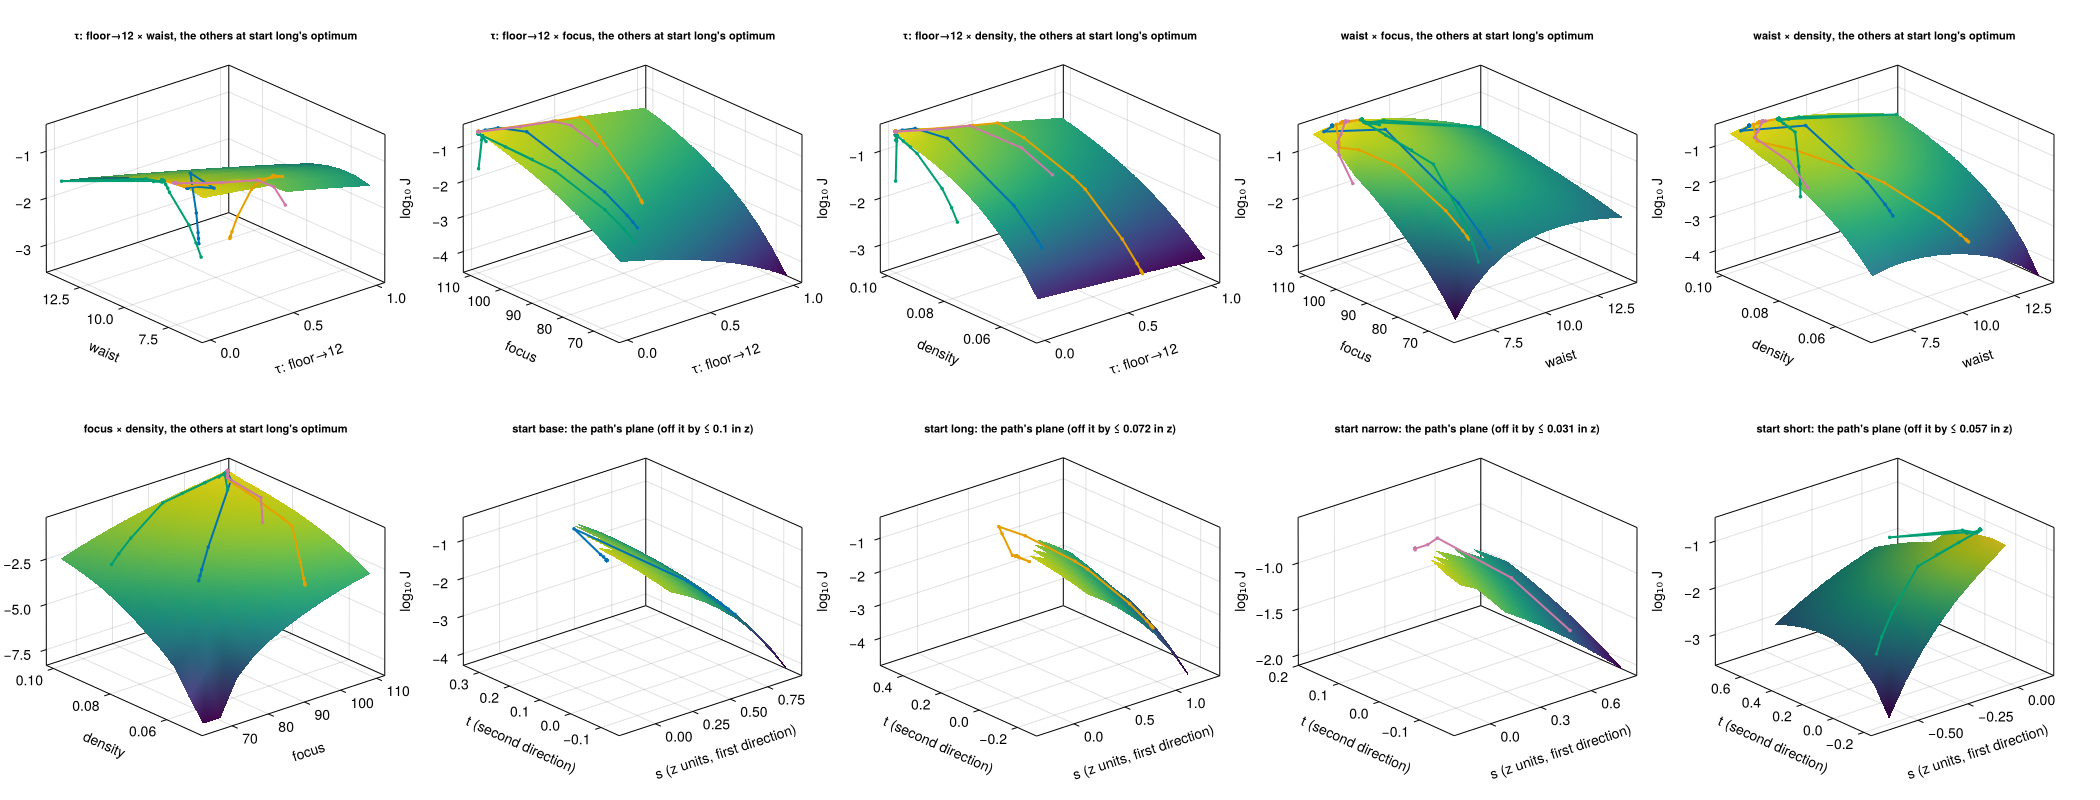 τ: floor→12 × waist, the others at start long's optimum
τ: floor→12 × focus, the others at start long's optimum
τ: floor→12 × density, the others at start long's optimum
waist × focus, the others at start long's optimum
waist × density, the others at start long's optimum
−1
−2
−3
12.5
10.0
7.5
waist
0.0
0.5
1.0
τ: floor→12
−1
−2
−3
−4
110
100
90
80
70
focus
0.0
0.5
1.0
τ: floor→12
log₁₀ J
−1
−2
−3
0.10
0.08
0.06
density
0.0
0.5
1.0
τ: floor→12
log₁₀ J
−1
−2
−3
110
100
90
80
70
focus
7.5
10.0
12.5
waist
log₁₀ J
−1
−2
−3
−4
0.10
0.08
0.06
density
7.5
10.0
12.5
waist
log₁₀ J
focus × density, the others at start long's optimum
start base: the path's plane (off it by ≤ 0.1 in z)
start long: the path's plane (off it by ≤ 0.072 in z)
start narrow: the path's plane (off it by ≤ 0.031 in z)
start short: the path's plane (off it by ≤ 0.057 in z)
−2.5
−5.0
−7.5
0.10
0.08
0.06
density
70
80
90
100
110
focus
−1
−2
−3
−4
0.3
0.2
0.1
0.0
−0.1
t (second direction)
0.00
0.25
0.50
0.75
s (z units, first direction)
log₁₀ J
−1
−2
−3
−4
0.4
0.2
0.0
−0.2
t (second direction)
0.0
0.5
1.0
s (z units, first direction)
log₁₀ J
−1.0
−1.5
−2.0
0.2
0.1
0.0
−0.1
t (second direction)
0.0
0.3
0.6
s (z units, first direction)
log₁₀ J
−1
−2
−3
0.6
0.4
0.2
0.0
−0.2
t (second direction)
−0.50
−0.25
0.00
s (z units, first direction)
log₁₀ J